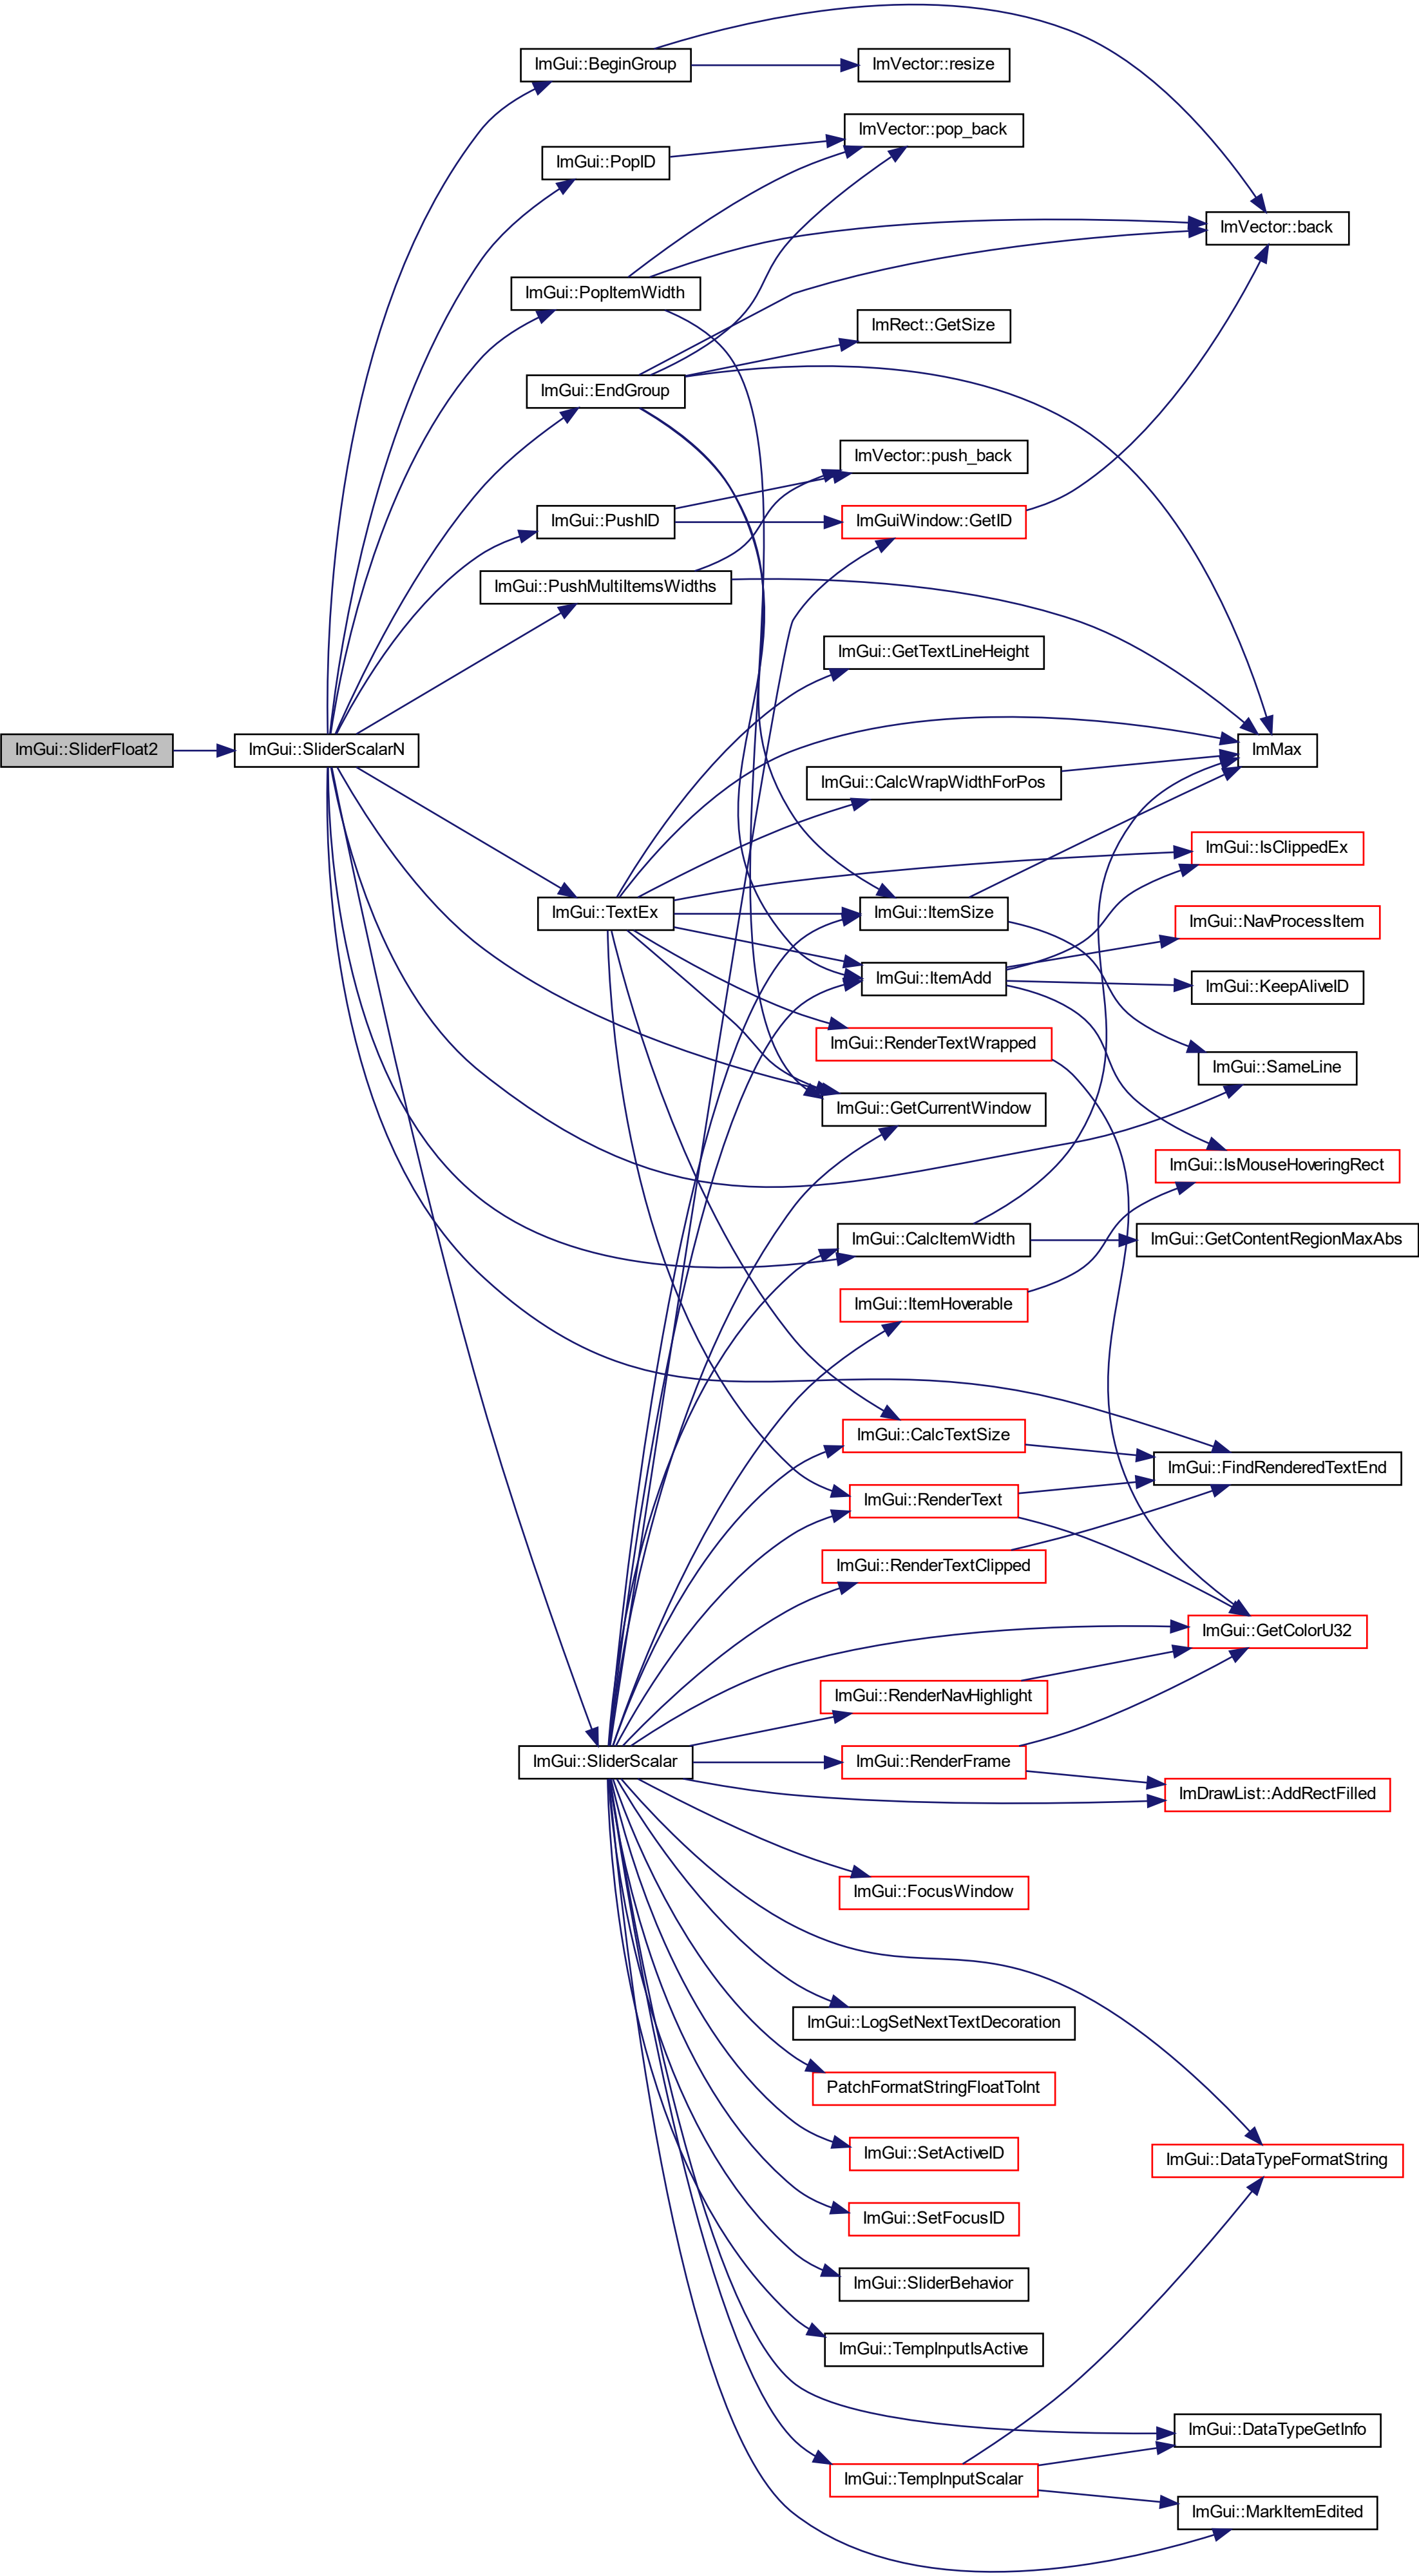 ImGui::BeginGroup
ImVector::resize
ImVector::pop_back
ImGui::PopID
ImVector::back
ImGui::PopItemWidth
ImRect::GetSize
ImGui::EndGroup
ImVector::push_back
ImGui::PushID
ImGuiWindow::GetID
ImGui::PushMultiItemsWidths
ImGui::GetTextLineHeight
ImGui::SliderFloat2
ImGui::SliderScalarN
ImMax
ImGui::CalcWrapWidthForPos
ImGui::IsClippedEx
ImGui::TextEx
ImGui::ItemSize
ImGui::NavProcessItem
ImGui::ItemAdd
ImGui::KeepAliveID
ImGui::RenderTextWrapped
ImGui::SameLine
ImGui::GetCurrentWindow
ImGui::IsMouseHoveringRect
ImGui::CalcItemWidth
ImGui::GetContentRegionMaxAbs
ImGui::ItemHoverable
ImGui::CalcTextSize
ImGui::FindRenderedTextEnd
ImGui::RenderText
ImGui::RenderTextClipped
ImGui::GetColorU32
ImGui::RenderNavHighlight
ImGui::SliderScalar
ImGui::RenderFrame
ImDrawList::AddRectFilled
ImGui::FocusWindow
ImGui::LogSetNextTextDecoration
PatchFormatStringFloatToInt
ImGui::SetActiveID
ImGui::DataTypeFormatString
ImGui::SetFocusID
ImGui::SliderBehavior
ImGui::TempInputIsActive
ImGui::DataTypeGetInfo
ImGui::TempInputScalar
ImGui::MarkItemEdited